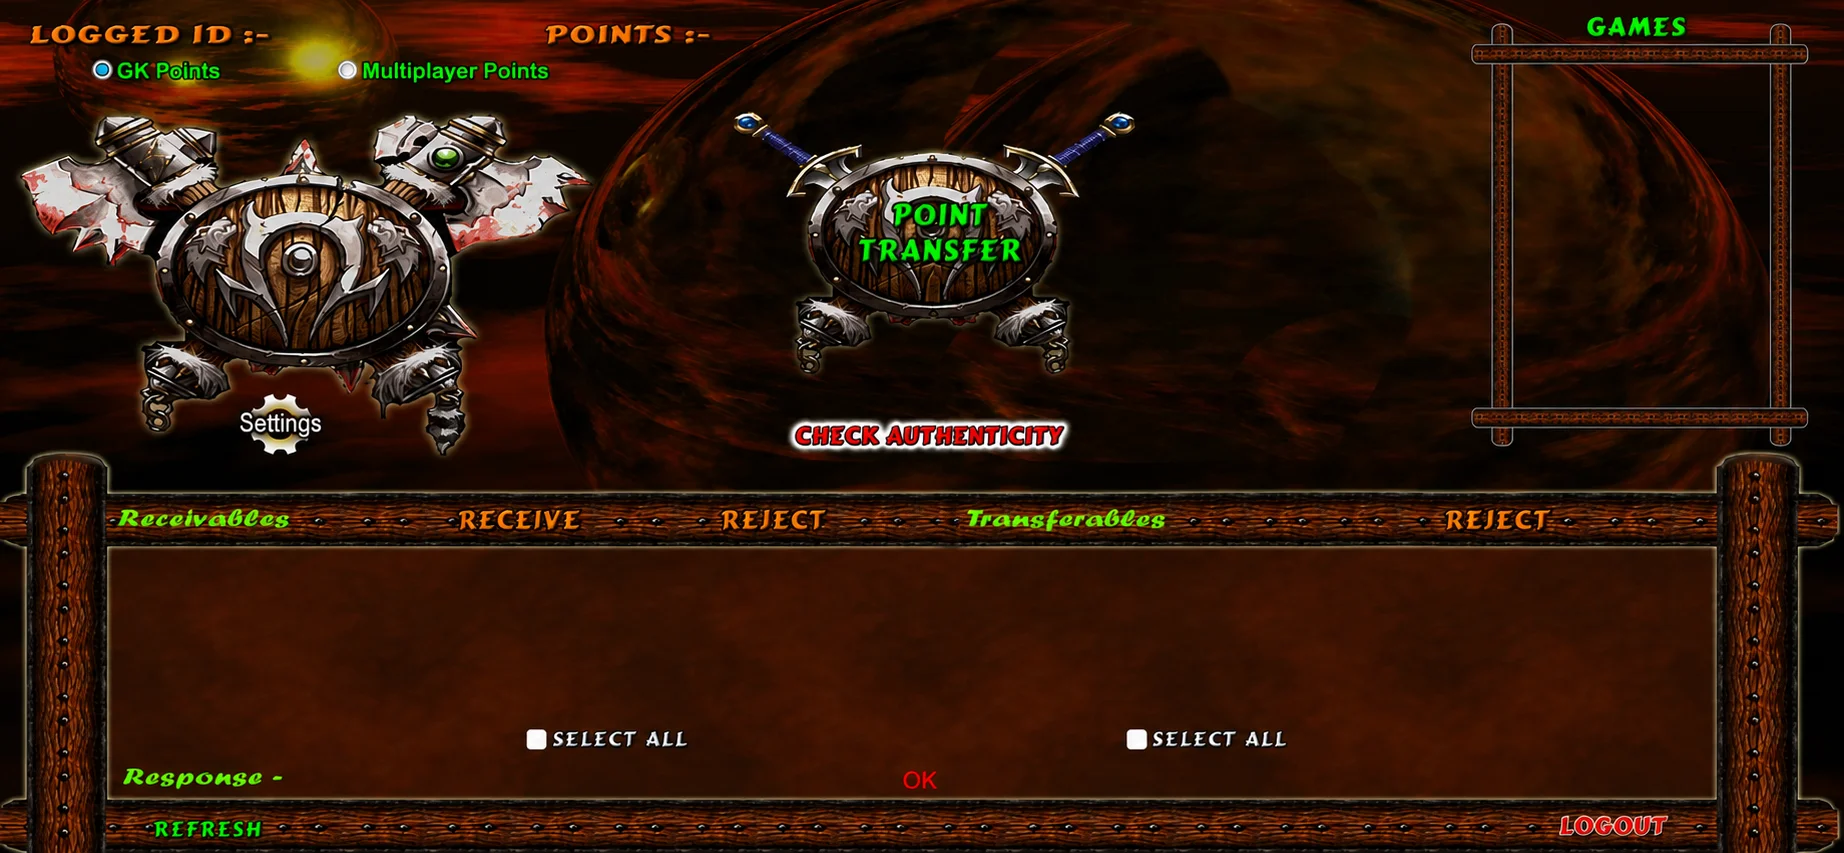 LOGGED ID :-
POINTS :-
GAMES
GK Points
Multiplayer Points
POINT
TRANSFER
Settings
CHECK AUTHENTICITY
Receivables
RECEIVE
REJECT
Transferables
REJECT
SELECT ALL
SELECT ALL
Response -
OK
REFRESH
LOGOUT